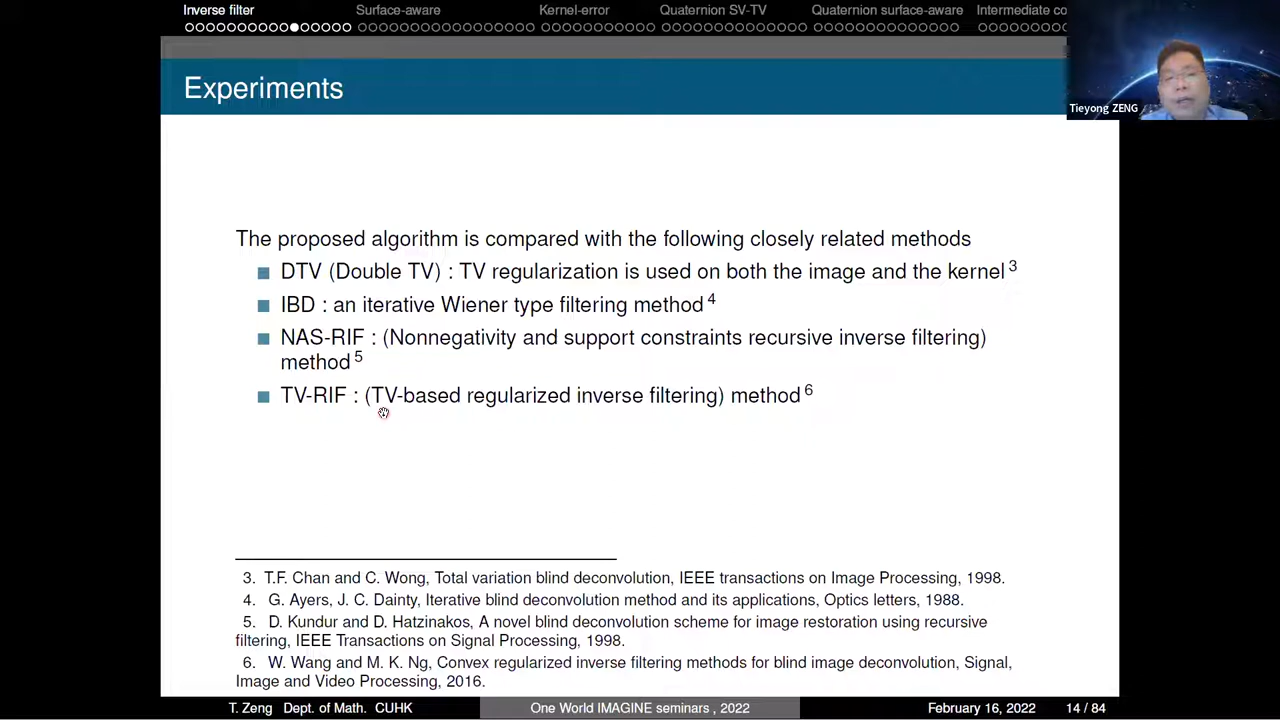 Inverse filter Surface-aware Kernel-error Quaternion SV-TV Quaternion surface-aware Intermediate co
Experiments
Tieyong ZENG
The proposed algorithm is compared with the following closely related methods
DTV (Double TV) : TV regularization is used on both the image and the kernel 3
IBD : an iterative Wiener type filtering method 4
NAS-RIF : (Nonnegativity and support constraints recursive inverse filtering)
method 5
TV-RIF : (TV-based regularized inverse filtering) method 6
3. T.F. Chan and C. Wong, Total variation blind deconvolution, IEEE transactions on Image Processing, 1998.
4. G. Ayers, J. C. Dainty, Iterative blind deconvolution method and its applications, Optics letters, 1988.
5. D. Kundur and D. Hatzinakos, A novel blind deconvolution scheme for image restoration using recursive
filtering, IEEE Transactions on Signal Processing, 1998.
6. W. Wang and M. K. Ng, Convex regularized inverse filtering methods for blind image deconvolution, Signal,
Image and Video Processing, 2016.
T. Zeng Dept. of Math. CUHK One World IMAGINE seminars , 2022 February 16, 2022 14 / 84